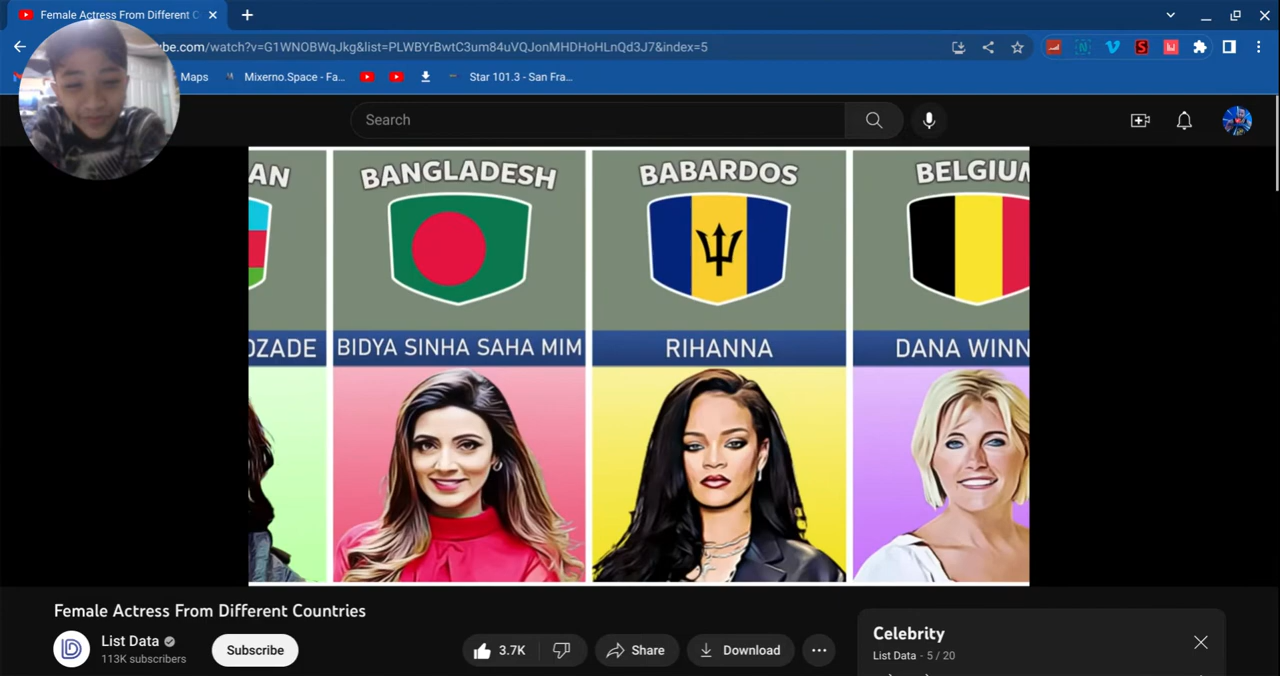 Female Actress From Different C
be.com/watch?v=G1WNOBWqJkg&list=PLWBYrBwtC3um84uVQJonMHDHoHLnQd3J7&index=5
Maps
Mixerno.Space - Fa...
Star 101.3 - San Fra...
Search
AN
BANGLADESH
BABARDOS
BELGIUM
OZADE
BIDYA SINHA SAHA MIM
RIHANNA
DANA WINN
Female Actress From Different Countries
List Data
113K subscribers
Subscribe
3.7K
Share
Download
Celebrity
List Data - 5 / 20